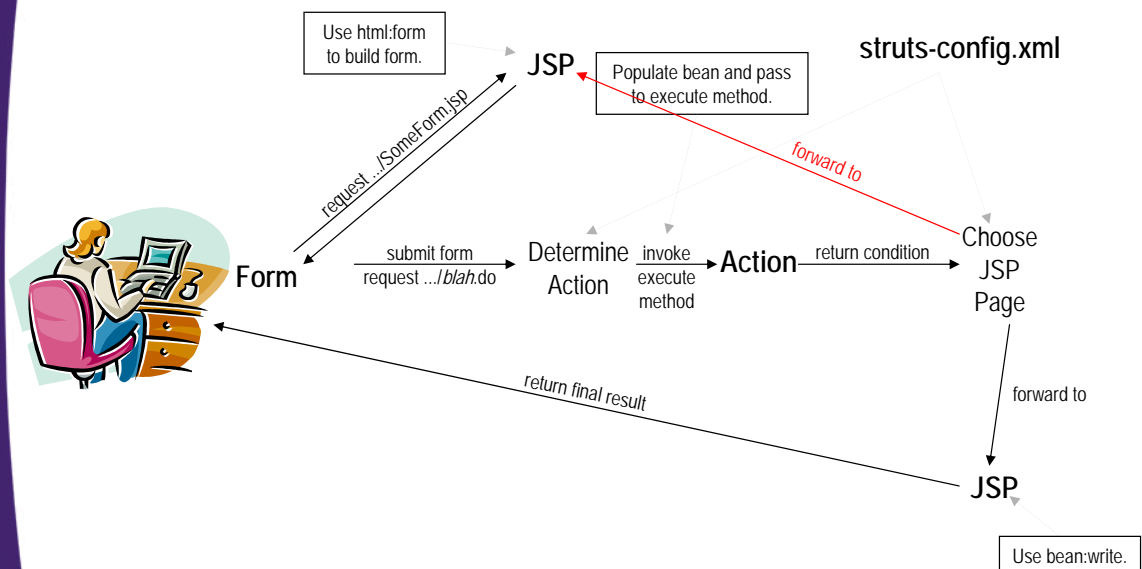 Use html:form
to build form.
JSP
Populate bean and pass
to execute method.
struts-config.xml
request .../SomeForm.jsp
forward to
Form
submit form
request .../blah.do
Determine
Action
invoke
execute
method
Action
return condition
Choose
JSP
Page
forward to
return final result
JSP
Use bean:write.